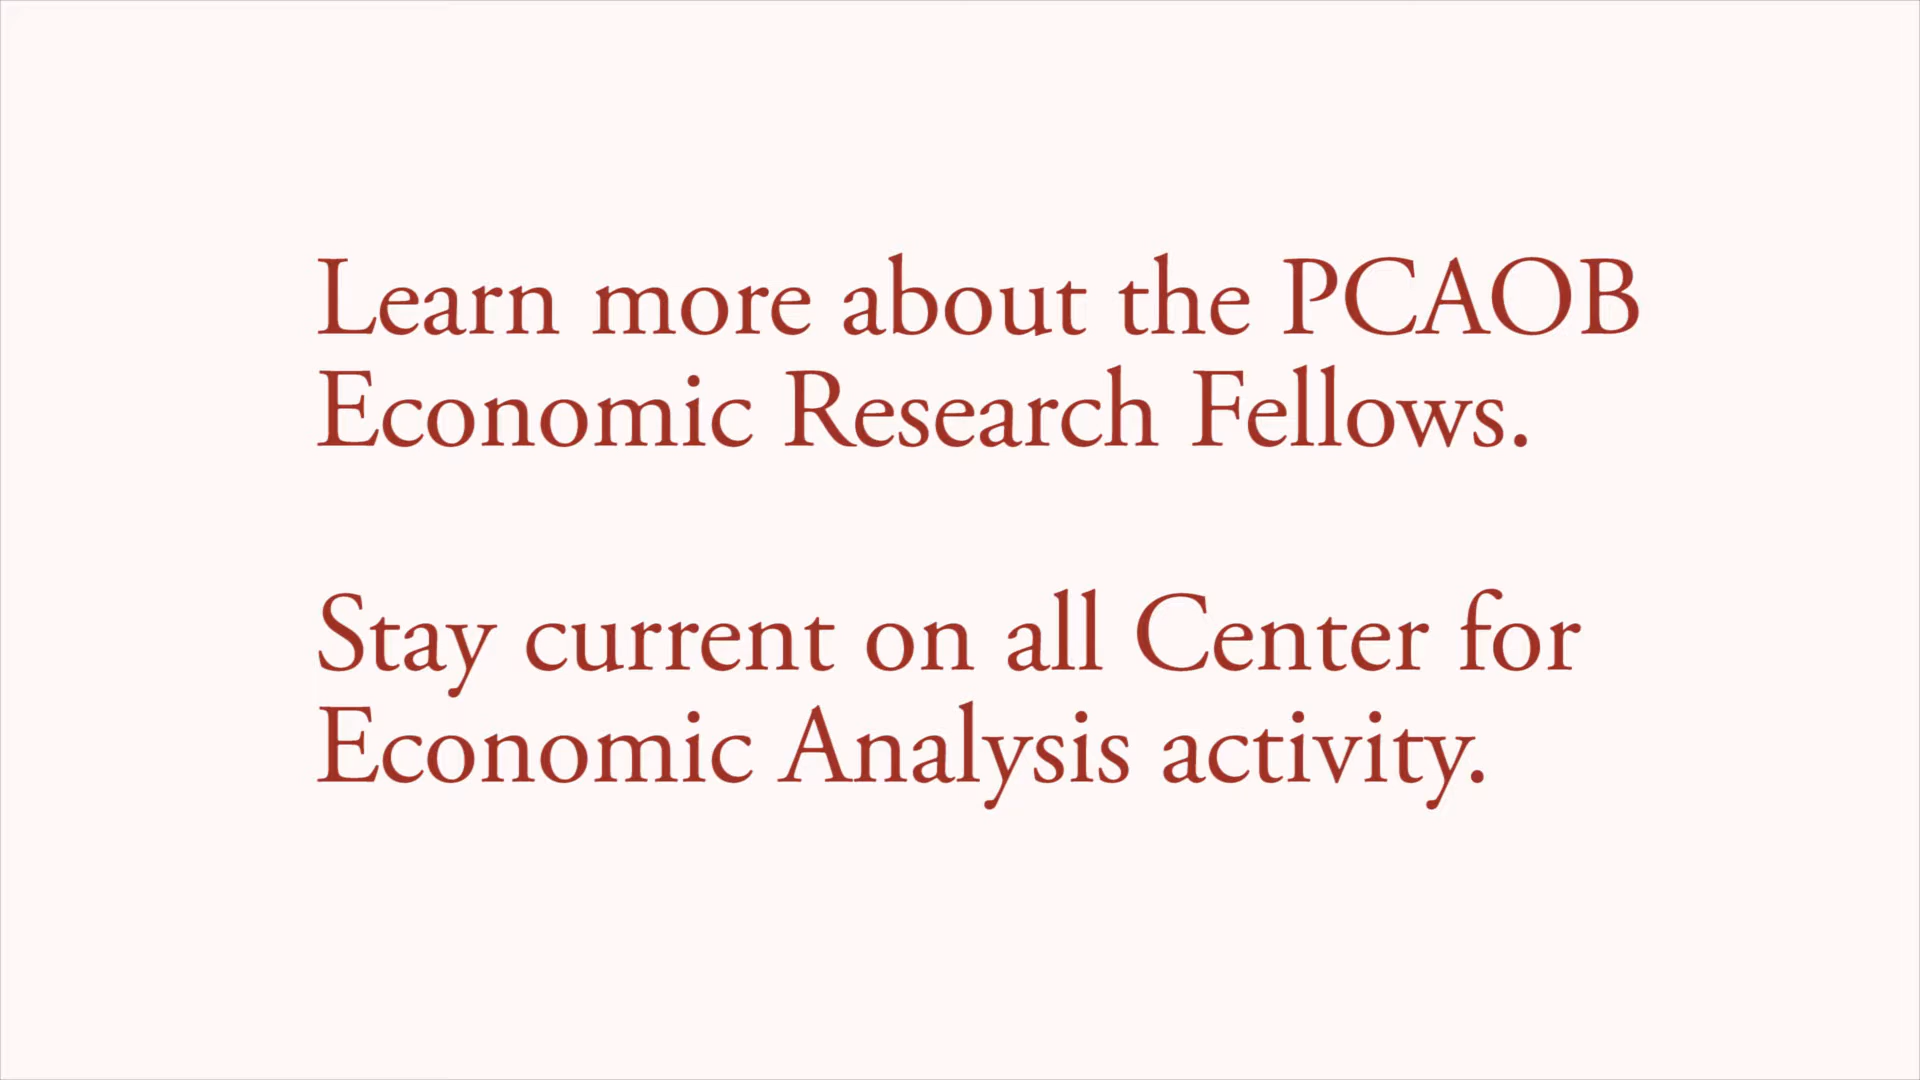 Learn more about the PCAOB
Economic Research Fellows.
Stay current on all Center for
Economic Analysis activity.